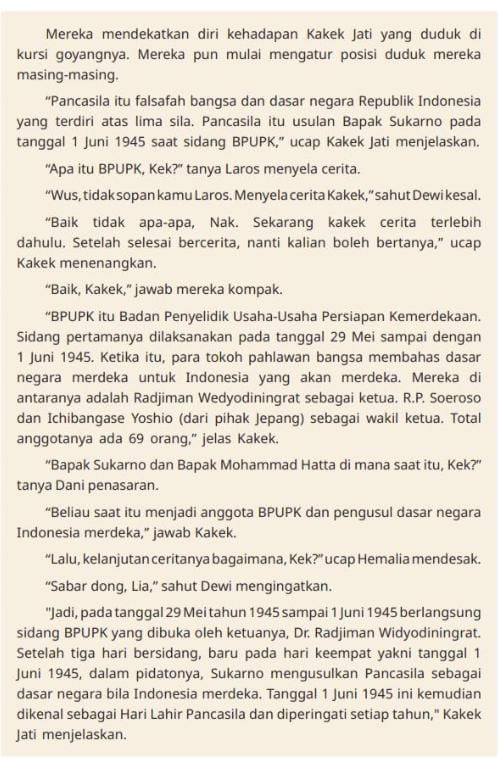 Mereka mendekatkan diri kehadapan Kakek Jati yang duduk di
kursi goyangnya. Mereka pun mulai mengatur posisi duduk mereka
masing-masing.
“Pancasila itu falsafah bangsa dan dasar negara Republik Indonesia
yang terdiri atas lima sila. Pancasila itu usulan Bapak Sukarno pada
tanggal 1 Juni 1945 saat sidang BPUPK,” ucap Kakek Jati menjelaskan.
“Apa itu BPUPK, Kek?” tanya Laros menyela cerita.
“Wus, tidak sopan kamu Laros. Menyela cerita Kakek,” sahut Dewi kesal.
“Baik tidak apa-apa, Nak. Sekarang kakek cerita terlebih
dahulu. Setelah selesai bercerita, nanti kalian boleh bertanya,” ucap
Kakek menenangkan.
“Baik, Kakek,” jawab mereka kompak.
“BPUPK itu Badan Penyelidik Usaha-Usaha Persiapan Kemerdekaan.
Sidang pertamanya dilaksanakan pada tanggal 29 Mei sampai dengan
1 Juni 1945. Ketika itu, para tokoh pahlawan bangsa membahas dasar
negara merdeka untuk Indonesia yang akan merdeka. Mereka di
antaranya adalah Radjiman Wedyodiningrat sebagai ketua. R.P. Soeroso
dan Ichibangase Yoshio (dari pihak Jepang) sebagai wakil ketua. Total
anggotanya ada 69 orang,” jelas Kakek.
“Bapak Sukarno dan Bapak Mohammad Hatta di mana saat itu, Kek?”
tanya Dani penasaran.
“Beliau saat itu menjadi anggota BPUPK dan pengusul dasar negara
Indonesia merdeka,” jawab Kakek.
“Lalu, kelanjutan ceritanya bagaimana, Kek?” ucap Hemalia mendesak.
“Sabar dong, Lia,” sahut Dewi mengingatkan.
"Jadi, pada tanggal 29 Mei tahun 1945 sampai 1 Juni 1945 berlangsung
sidang BPUPK yang dibuka oleh ketuanya, Dr. Radjiman Widyodiningrat.
Setelah tiga hari bersidang, baru pada hari keempat yakni tanggal 1
Juni 1945, dalam pidatonya, Sukarno mengusulkan Pancasila sebagai
dasar negara bila Indonesia merdeka. Tanggal 1 Juni 1945 ini kemudian
dikenal sebagai Hari Lahir Pancasila dan diperingati setiap tahun," Kakek
Jati menjelaskan.